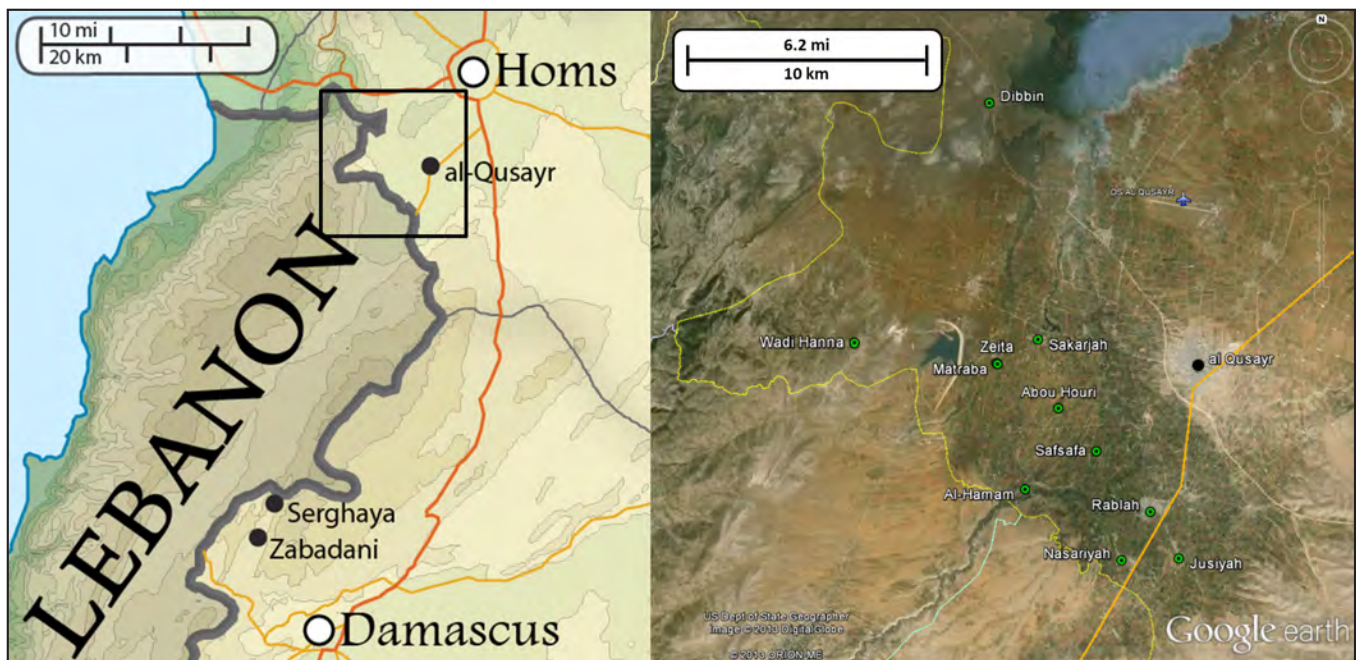 10 mi
20 km
Homs
al-Qusayr
LEBANON
Serghaya
Zabadani
Damascus
6.2 mi
10 km
N
Dibbin
OS AL QUSAYR
Wadi Hanna
Zeita
Sakarjah
Matraba
al Qusayr
Abou Houri
Safsafa
Al-Hamam
Rablah
Nasariyah
Jusiyah
US Dept of State Geographer
Image © 2013 DigitalGlobe
© 2013 ORION-ME
Google earth